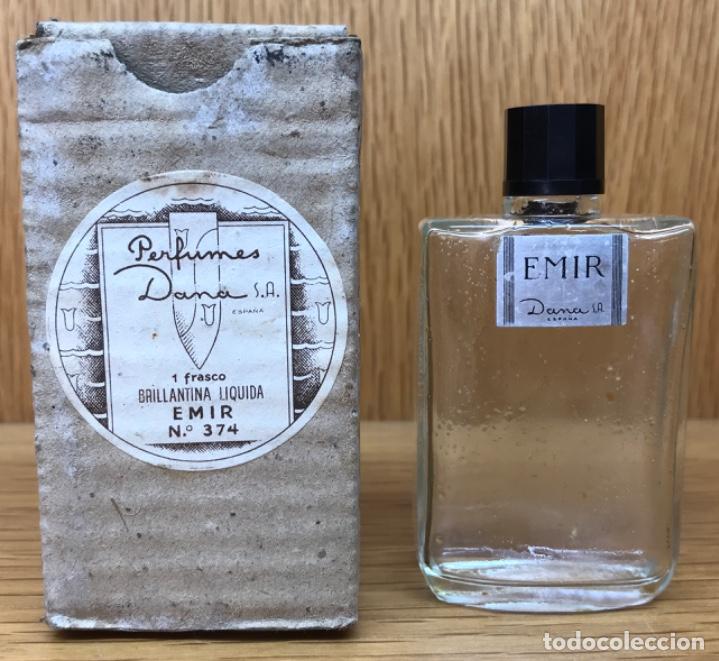 Perfumes
Dana S.A.
ESPAÑA
1 frasco
BRILLANTINA LIQUIDA
EMIR
N.º 374
EMIR
Dana S.A.
ESPAÑA
todocoleccion